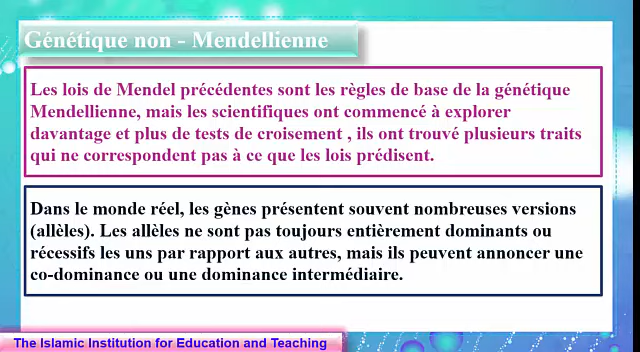 Génétique non - Mendellienne
Les lois de Mendel précédentes sont les règles de base de la génétique
Mendellienne, mais les scientifiques ont commencé à explorer
davantage et plus de tests de croisement , ils ont trouvé plusieurs traits
qui ne correspondent pas à ce que les lois prédisent.
Dans le monde réel, les gènes présentent souvent nombreuses versions
(allèles). Les allèles ne sont pas toujours entièrement dominants ou
récessifs les uns par rapport aux autres, mais ils peuvent annoncer une
co-dominance ou une dominance intermédiaire.
The Islamic Institution for Education and Teaching